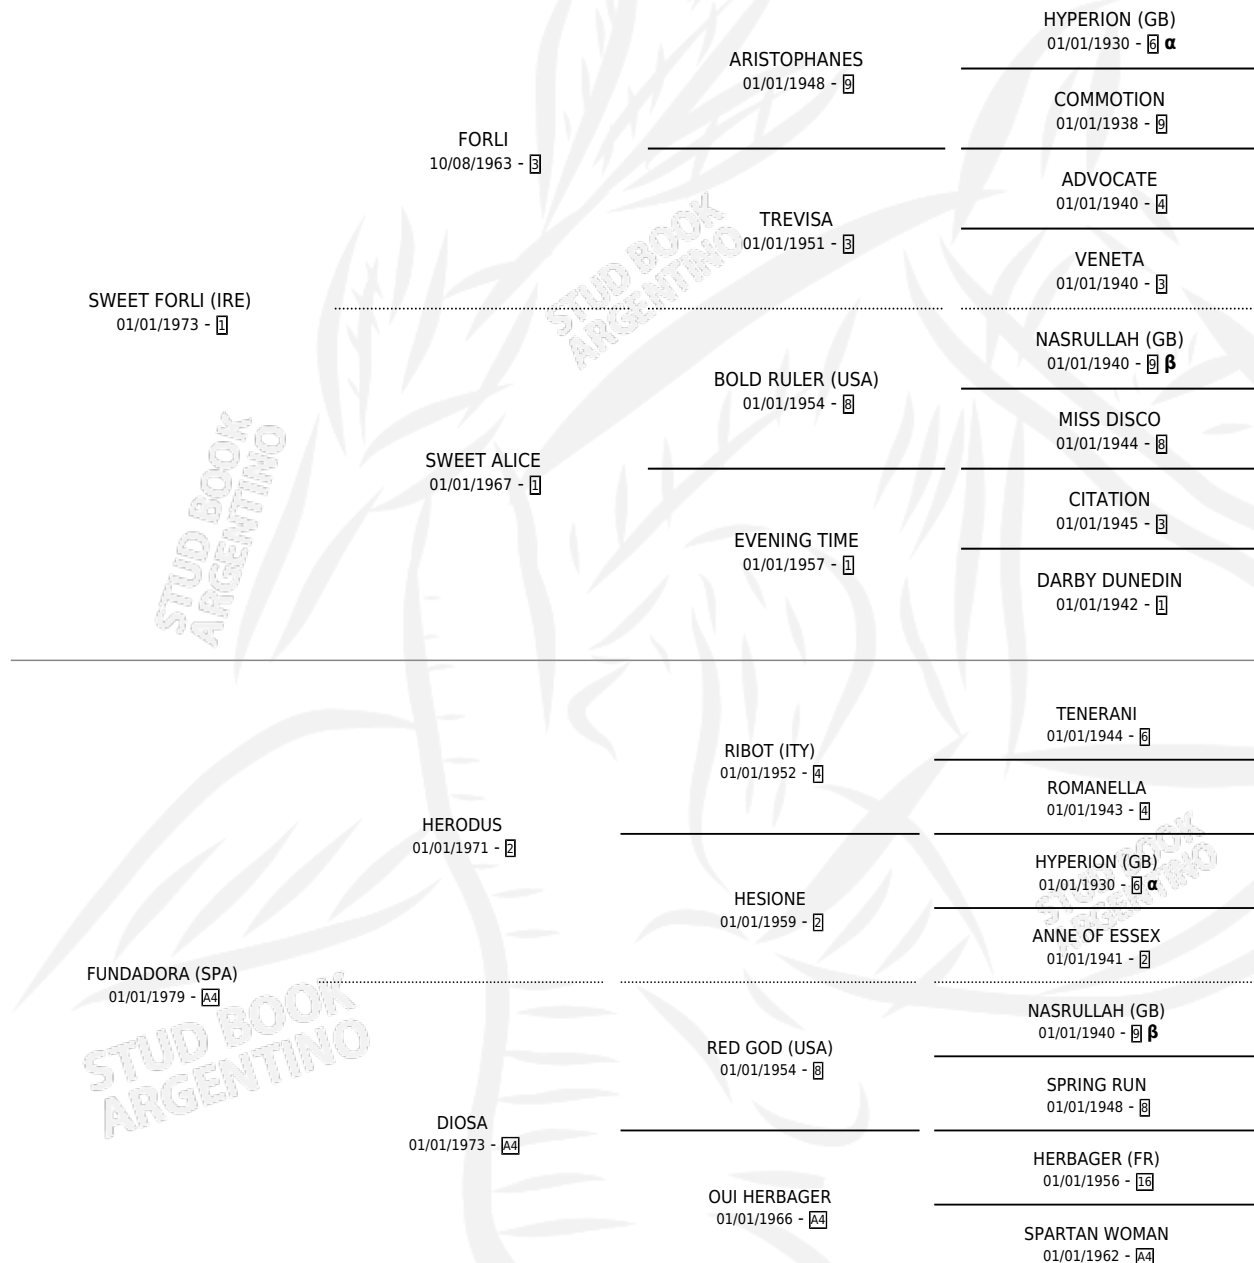 HYPERION (GB)
01/01/1930 - 6 α
ARISTOPHANES
01/01/1948 - 9
COMMOTION
01/01/1938 - 9
FORLI
10/08/1963 - 3
ADVOCATE
01/01/1940 - 4
TREVISA
01/01/1951 - 3
VENETA
01/01/1940 - 3
SWEET FORLI (IRE)
01/01/1973 - 1
NASRULLAH (GB)
01/01/1940 - 9 β
BOLD RULER (USA)
01/01/1954 - 8
MISS DISCO
01/01/1944 - 8
SWEET ALICE
01/01/1967 - 1
CITATION
01/01/1945 - 3
EVENING TIME
01/01/1957 - 1
DARBY DUNEDIN
01/01/1942 - 1
TENERANI
01/01/1944 - 6
RIBOT (ITY)
01/01/1952 - 4
ROMANELLA
01/01/1943 - 4
HERODUS
01/01/1971 - 2
HYPERION (GB)
01/01/1930 - 6 α
HESIONE
01/01/1959 - 2
ANNE OF ESSEX
01/01/1941 - 2
FUNDADORA (SPA)
01/01/1979 - A4
NASRULLAH (GB)
01/01/1940 - 9 β
RED GOD (USA)
01/01/1954 - 8
SPRING RUN
01/01/1948 - 8
DIOSA
01/01/1973 - A4
HERBAGER (FR)
01/01/1956 - 16
OUI HERBAGER
01/01/1966 - A4
SPARTAN WOMAN
01/01/1962 - A4
STUD BOOK
ARGENTINO
STUD BOOK
ARGENTINO
STUD BOOK
ARGENTINO
STUD BOOK
ARGENTINO